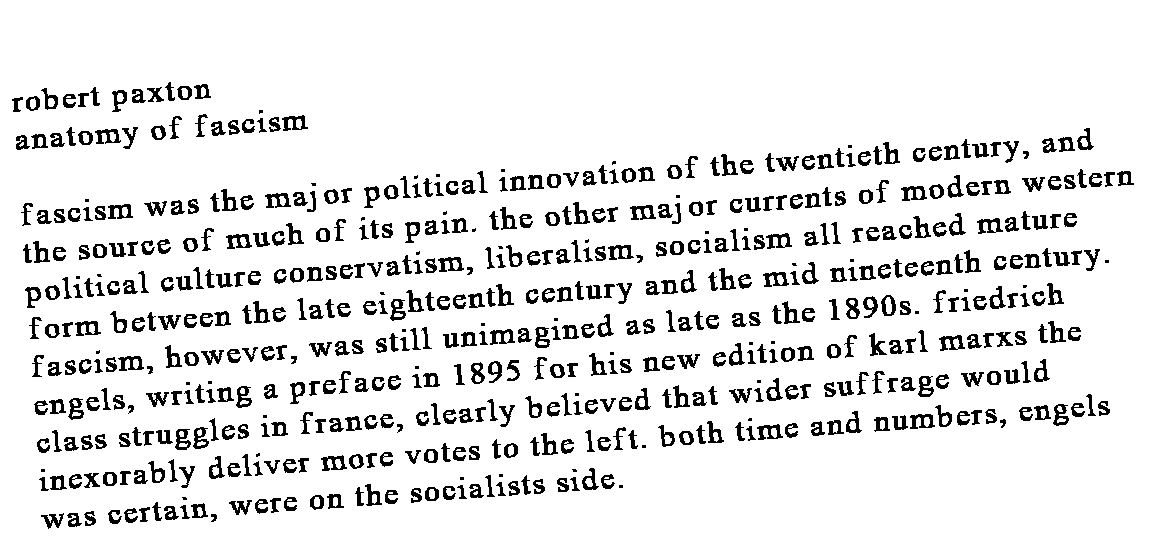 robert paxton
anatomy of fascism
fascism was the major political innovation of the twentieth century, and
the source of much of its pain. the other major currents of modern western
political culture conservatism, liberalism, socialism all reached mature
form between the late eighteenth century and the mid nineteenth century.
fascism, however, was still unimagined as late as the 1890s. friedrich
engels, writing a preface in 1895 for his new edition of karl marxs the
class struggles in france, clearly believed that wider suffrage would
inexorably deliver more votes to the left. both time and numbers, engels
was certain, were on the socialists side.